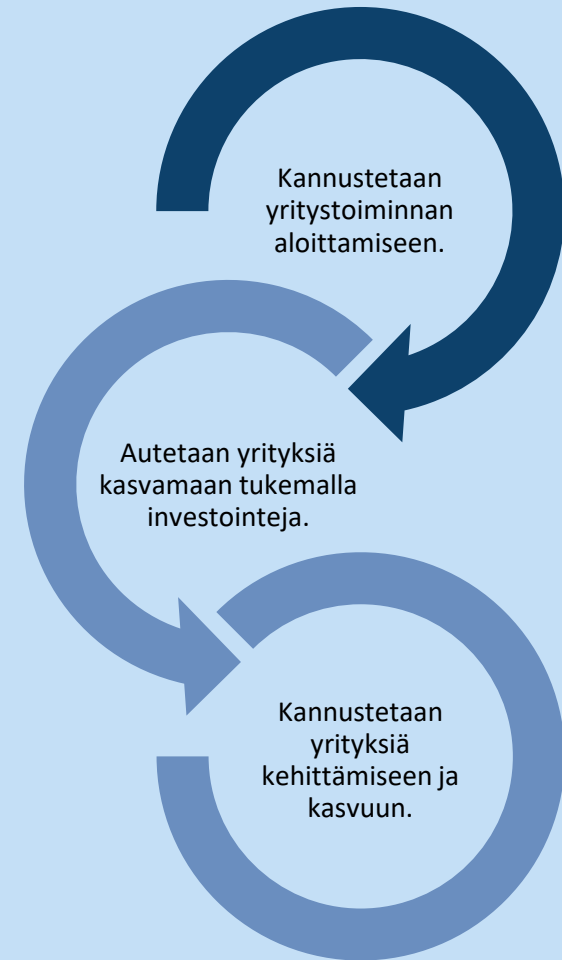 Kannustetaan
yritystoiminnan
aloittamiseen.
Autetaan yrityksiä
kasvamaan tukemalla
investointeja.
Kannustetaan
yrityksiä
kehittämiseen ja
kasvuun.